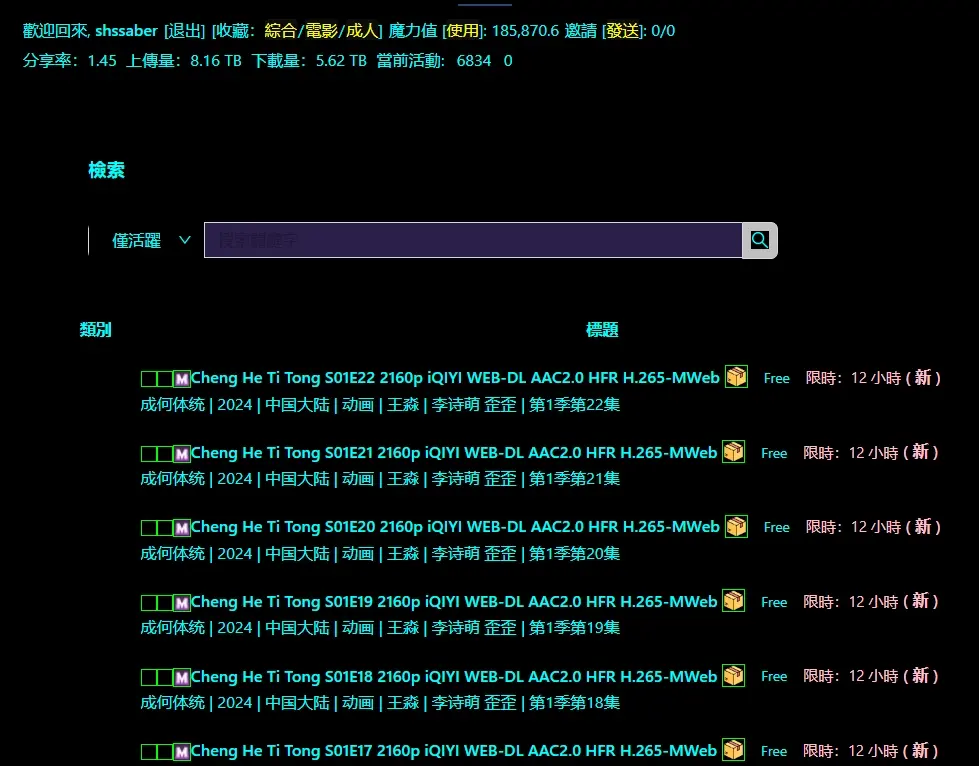 歡迎回來, shssaber [退出] [收藏: 綜合/電影/成人] 魔力值 [使用]: 185,870.6 邀請 [發送]: 0/0
分享率: 1.45 上傳量: 8.16 TB 下載量: 5.62 TB 當前活動: 6834 0
檢索
僅活躍
搜索關鍵字
類別 標題
Cheng He Ti Tong S01E22 2160p iQIYI WEB-DL AAC2.0 HFR H.265-MWeb Free 限時: 12 小時 ( 新 )
成何体统 | 2024 | 中国大陆 | 动画 | 王淼 | 李诗萌 歪歪 | 第1季第22集
Cheng He Ti Tong S01E21 2160p iQIYI WEB-DL AAC2.0 HFR H.265-MWeb Free 限時: 12 小時 ( 新 )
成何体统 | 2024 | 中国大陆 | 动画 | 王淼 | 李诗萌 歪歪 | 第1季第21集
Cheng He Ti Tong S01E20 2160p iQIYI WEB-DL AAC2.0 HFR H.265-MWeb Free 限時: 12 小時 ( 新 )
成何体统 | 2024 | 中国大陆 | 动画 | 王淼 | 李诗萌 歪歪 | 第1季第20集
Cheng He Ti Tong S01E19 2160p iQIYI WEB-DL AAC2.0 HFR H.265-MWeb Free 限時: 12 小時 ( 新 )
成何体统 | 2024 | 中国大陆 | 动画 | 王淼 | 李诗萌 歪歪 | 第1季第19集
Cheng He Ti Tong S01E18 2160p iQIYI WEB-DL AAC2.0 HFR H.265-MWeb Free 限時: 12 小時 ( 新 )
成何体统 | 2024 | 中国大陆 | 动画 | 王淼 | 李诗萌 歪歪 | 第1季第18集
Cheng He Ti Tong S01E17 2160p iQIYI WEB-DL AAC2.0 HFR H.265-MWeb Free 限時: 12 小時 ( 新 )